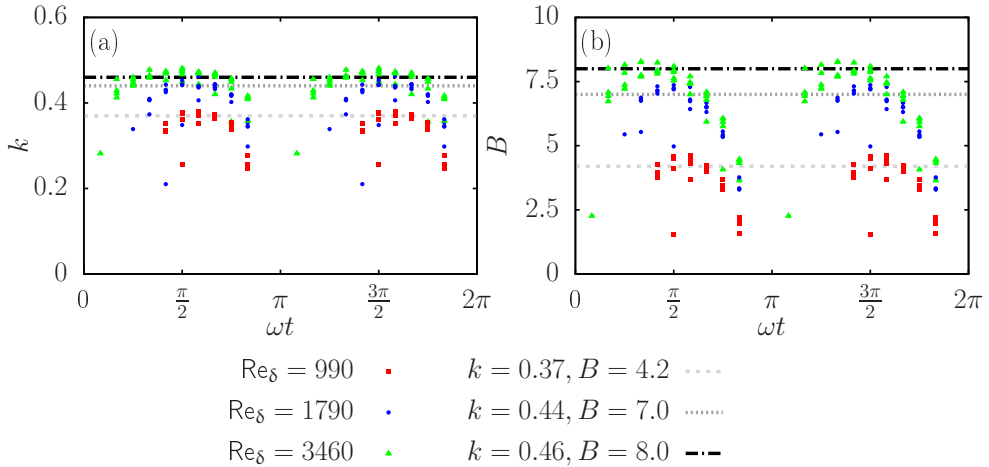 (a)
0.6
0.4
0.2
0
k
0
π/2
π
3π/2
2π
ωt
(b)
10
7.5
5
2.5
0
B
0
π/2
π
3π/2
2π
ωt
Reδ = 990
k = 0.37, B = 4.2
Reδ = 1790
k = 0.44, B = 7.0
Reδ = 3460
k = 0.46, B = 8.0